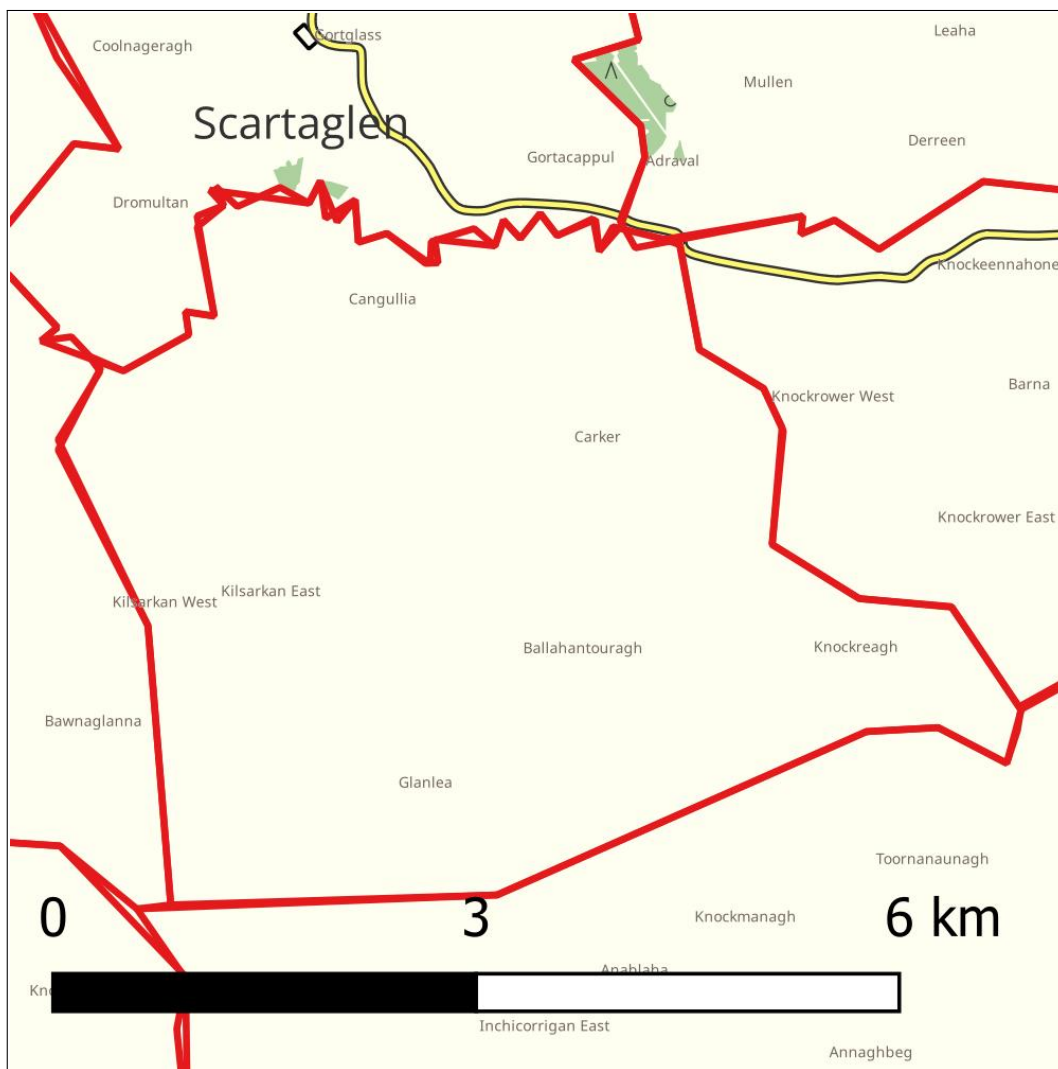 Leaha
Gortglass
Coolnageragh
Mullen
Scartaglen
Derreen
Gortacappul
Adraval
Dromultan
Knockeennahone
Cangullia
Barna
Knockrower West
Carker
Knockrower East
Kilsarkan East
Kilsarkan West
Ballahantouragh
Knockreagh
Bawnaglanna
Glanlea
Toornanaunagh
0 3 6 km
Knockmanagh
Anablaha
Inchicorrigan East
Annaghbeg